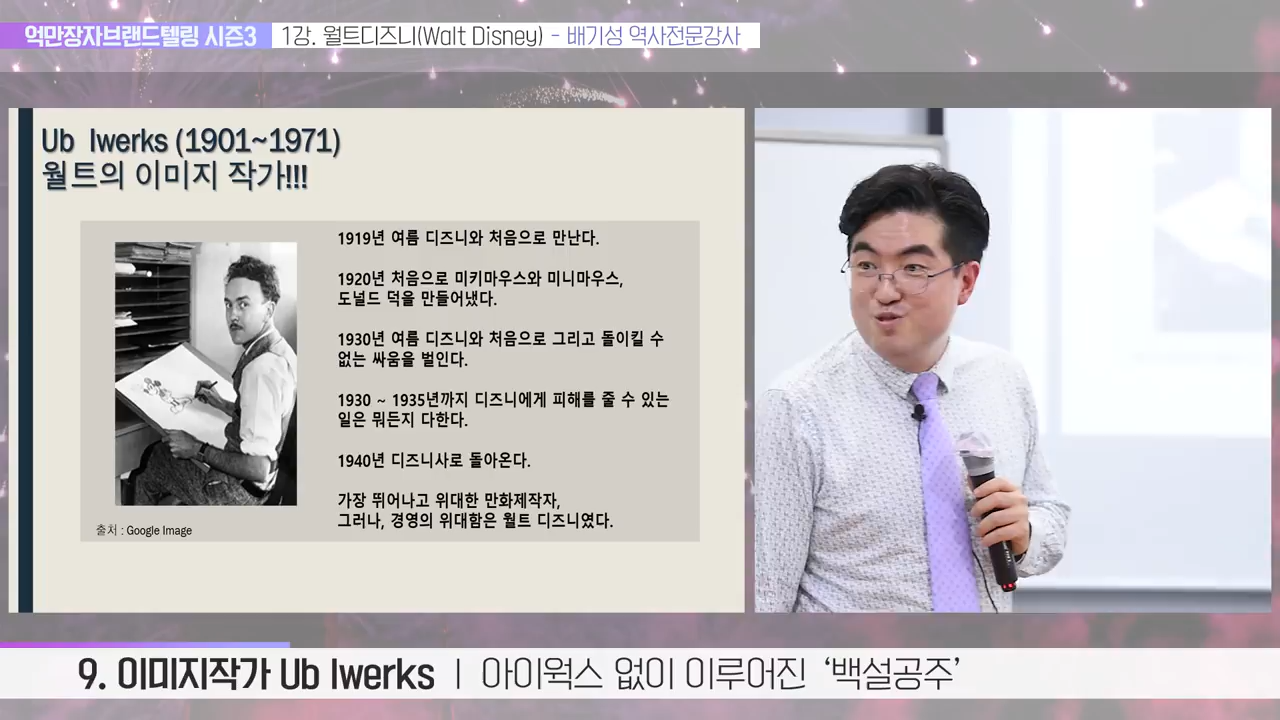 억만장자브랜드텔링 시즌3 1강. 월트디즈니(Walt Disney) - 배기성 역사전문강사
Ub Iwerks (1901~1971)
월트의 이미지 작가!!!
1919년 여름 디즈니와 처음으로 만난다.
1920년 처음으로 미키마우스와 미니마우스,
도널드 덕을 만들어냈다.
1930년 여름 디즈니와 처음으로 그리고 돌이킬 수
없는 싸움을 벌인다.
1930 ~ 1935년까지 디즈니에게 피해를 줄 수 있는
일은 뭐든지 다한다.
1940년 디즈니사로 돌아온다.
가장 뛰어나고 위대한 만화제작자,
그러나, 경영의 위대함은 월트 디즈니였다.
출처 : Google Image
9. 이미지작가 Ub Iwerks ㅣ 아이웍스 없이 이루어진 ‘백설공주’